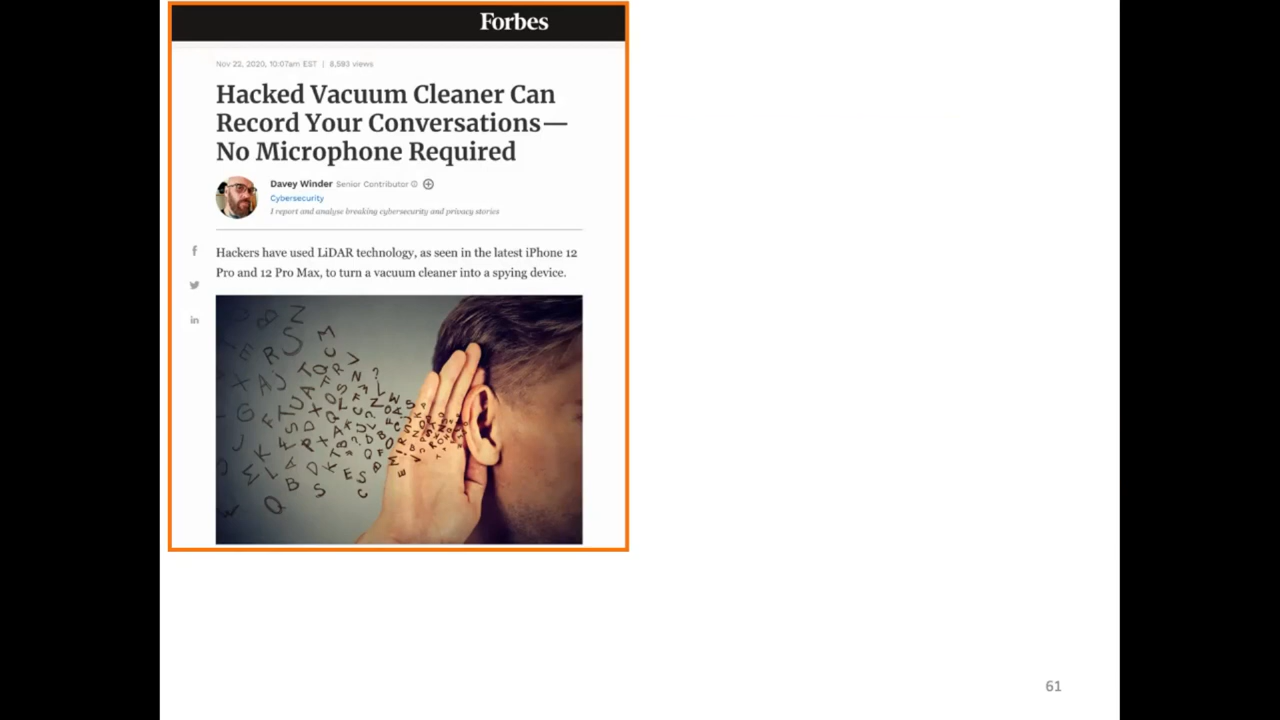 Forbes
Nov 22, 2020, 10:07am EST | 8,593 views
Hacked Vacuum Cleaner Can
Record Your Conversations—
No Microphone Required
Davey Winder Senior Contributor
Cybersecurity
I report and analyse breaking cybersecurity and privacy stories
Hackers have used LiDAR technology, as seen in the latest iPhone 12
Pro and 12 Pro Max, to turn a vacuum cleaner into a spying device.
61